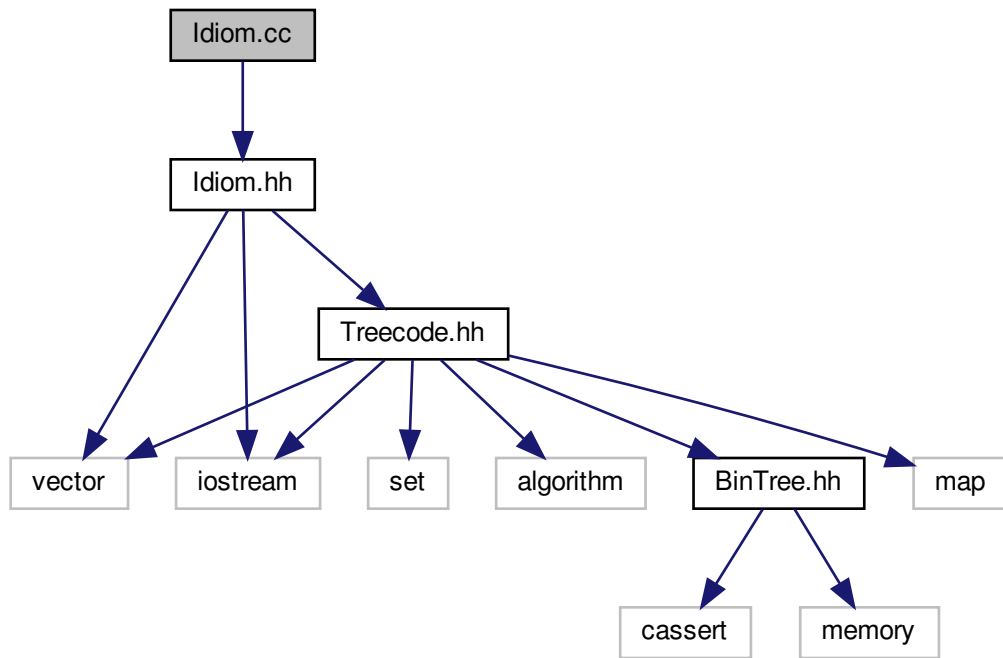 Idiom.cc
Idiom.hh
Treecode.hh
vector
iostream
set
algorithm
BinTree.hh
map
cassert
memory